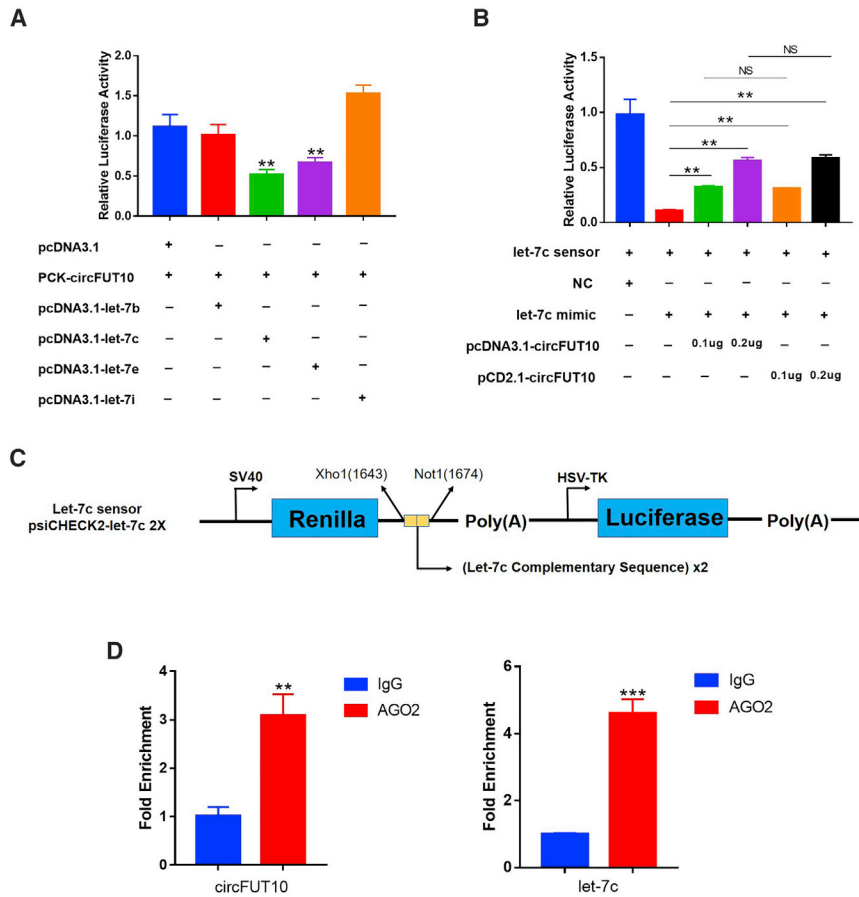 A
Relative Luciferase Activity
2.0
1.5
1.0
0.5
0.0
**
**
pcDNA3.1 + – – – –
PCK-circFUT10 + + + + +
pcDNA3.1-let-7b – + – – –
pcDNA3.1-let-7c – – + – –
pcDNA3.1-let-7e – – – + –
pcDNA3.1-let-7i – – – – +
B
Relative Luciferase Activity
1.5
1.0
0.5
0.0
NS
NS
**
**
**
**
let-7c sensor + + + + + +
NC + – – – – –
let-7c mimic – + + + + +
pcDNA3.1-circFUT10 – – 0.1ug 0.2ug – –
pCD2.1-circFUT10 – – – – 0.1ug 0.2ug
C
Let-7c sensor
psiCHECK2-let-7c 2X
SV40
Xho1(1643)
Not1(1674)
HSV-TK
Renilla
Poly(A)
Luciferase
Poly(A)
(Let-7c Complementary Sequence) x2
D
Fold Enrichment
4
3
2
1
0
**
IgG
AGO2
circFUT10
Fold Enrichment
6
4
2
0
***
IgG
AGO2
let-7c